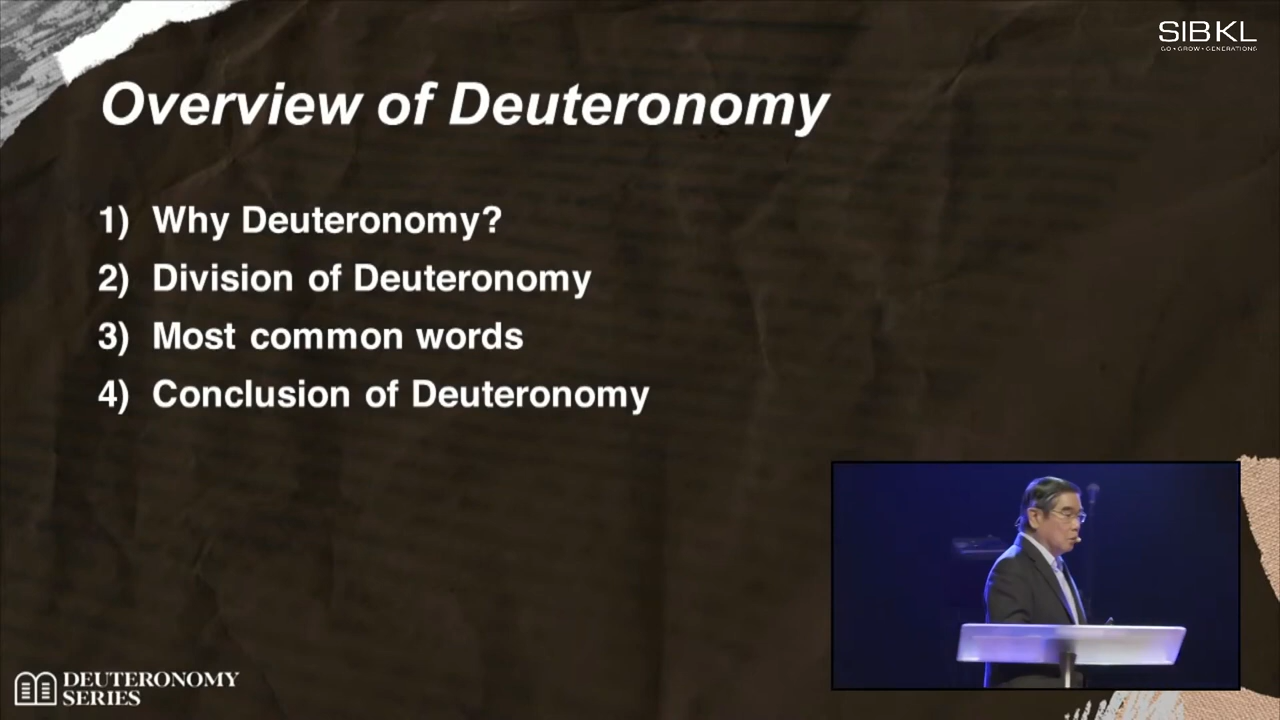 SIBKL
GO • GROW • GENERATIONS
Overview of Deuteronomy
1) Why Deuteronomy?
2) Division of Deuteronomy
3) Most common words
4) Conclusion of Deuteronomy
DEUTERONOMY
SERIES